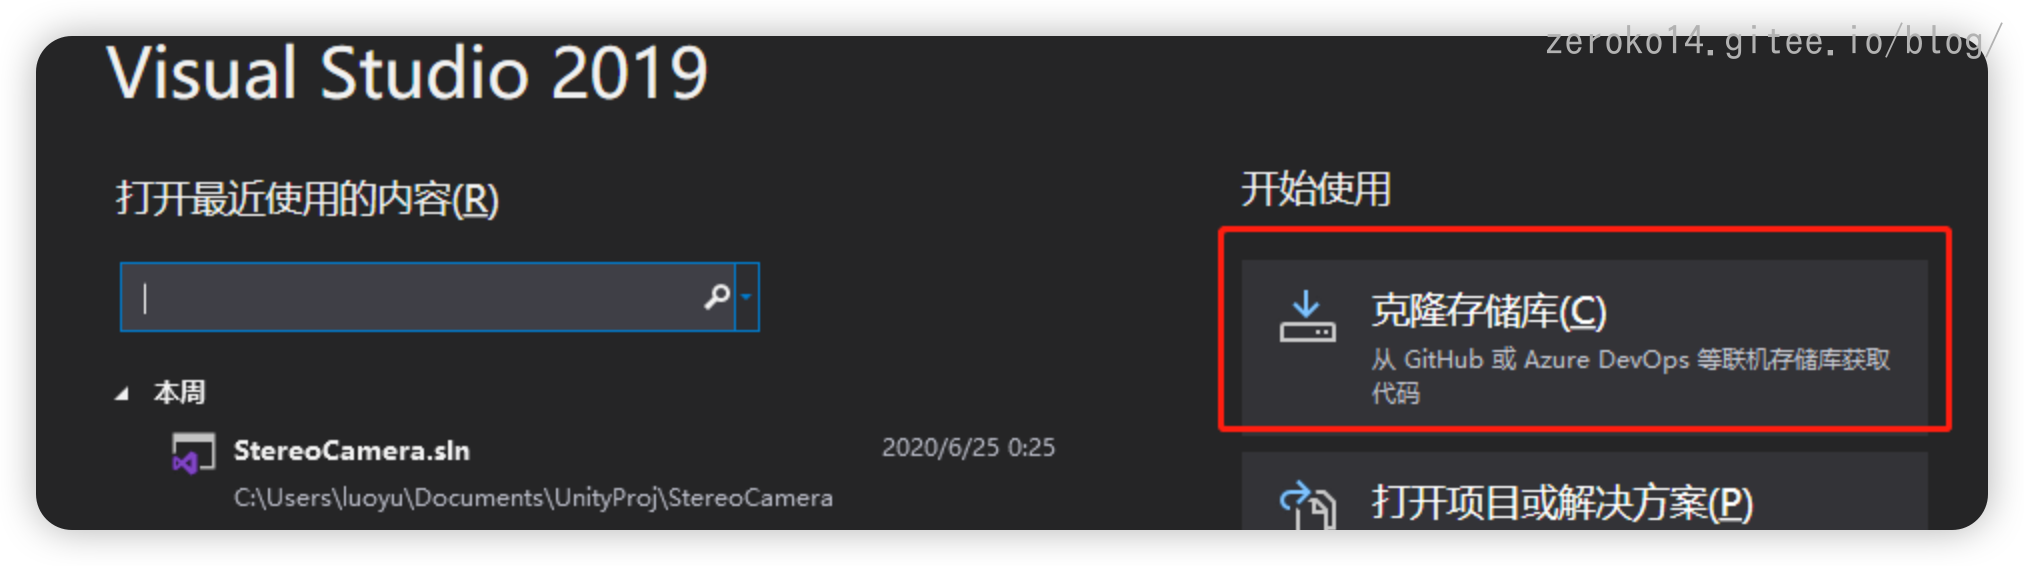 zeroko14.gitee.io/blog/
Visual Studio 2019
打开最近使用的内容(R)
本周
StereoCamera.sln
2020/6/25 0:25
C:\Users\luoyu\Documents\UnityProj\StereoCamera
开始使用
克隆存储库(C)
从 GitHub 或 Azure DevOps 等联机存储库获取
代码
打开项目或解决方案(P)